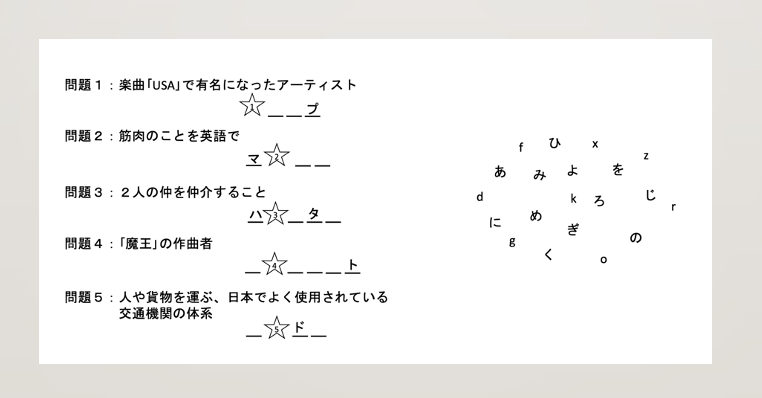 問題１：楽曲｢USA｣で有名になったアーティスト
1 _ _ プ
問題２：筋肉のことを英語で
マ 2 _ _
問題３：２人の仲を仲介すること
ハ 3 _ タ _
問題４：｢魔王｣の作曲者
_ 4 _ _ _ ト
問題５：人や貨物を運ぶ、日本でよく使用されている
交通機関の体系
_ 5 ド _
f ひ x z
あ み よ を
d k ろ じ r
に め ぎ の
g く o